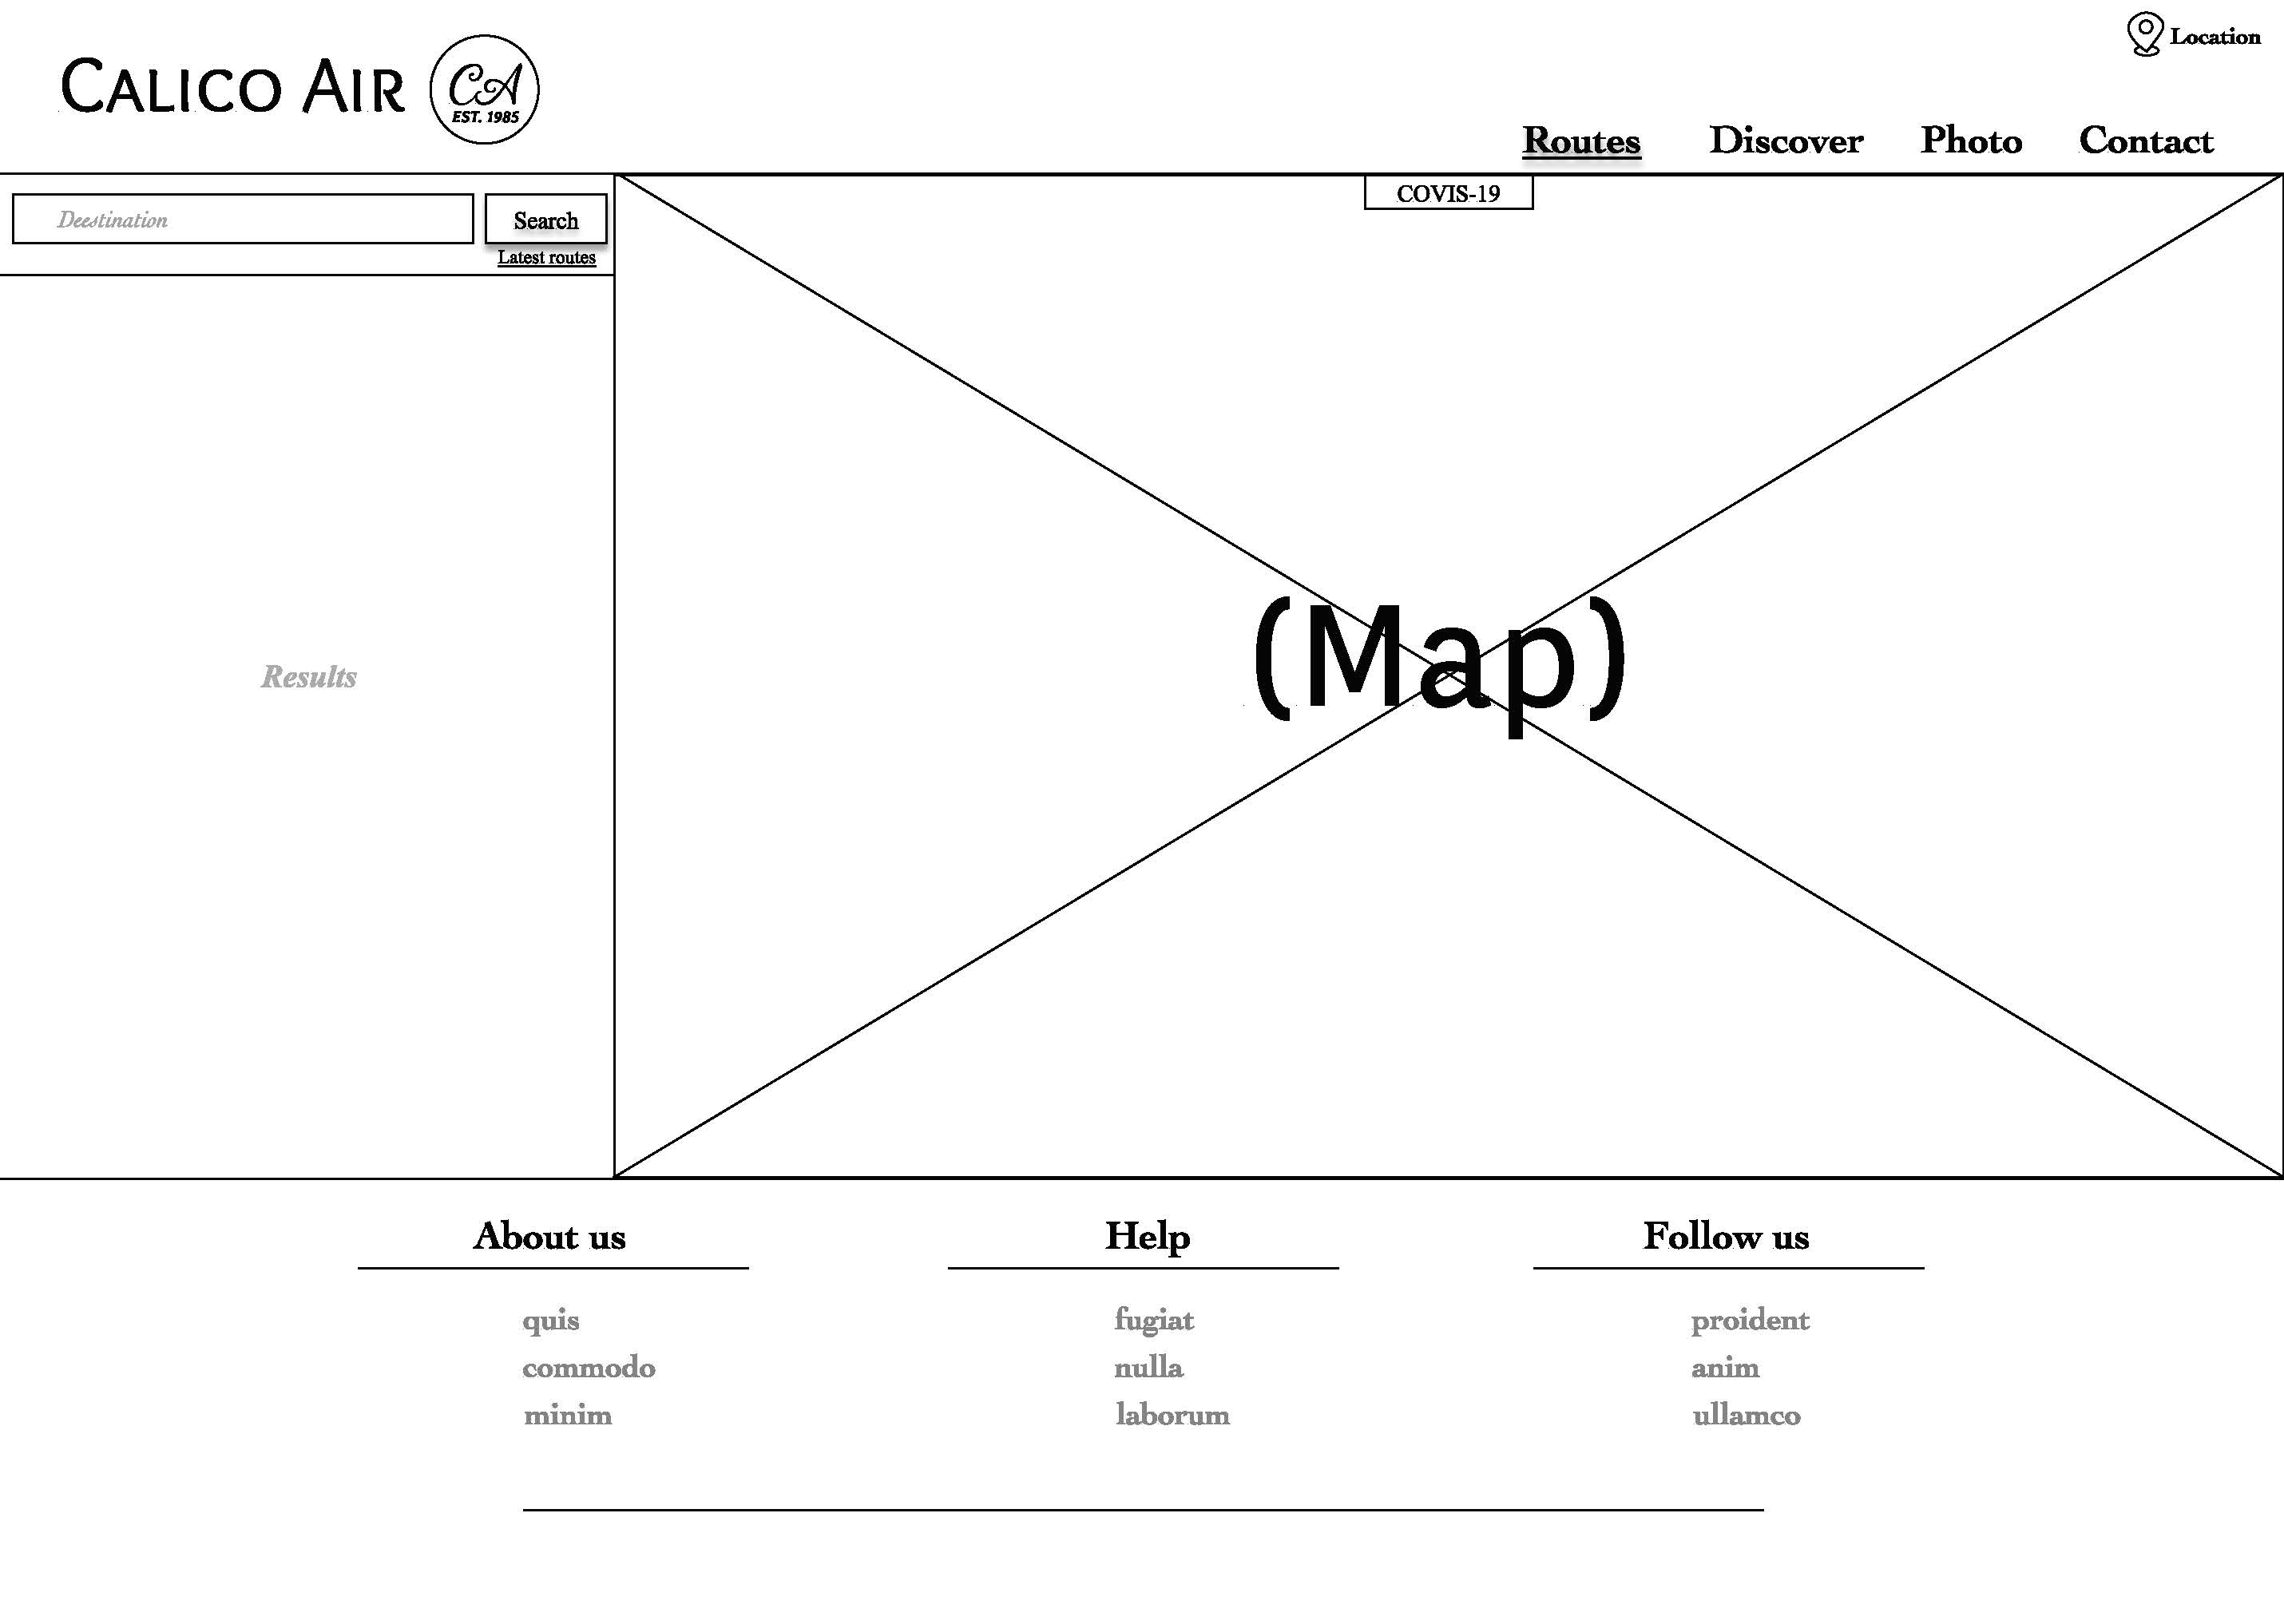 Location
CALICO AIR
CA
EST. 1985
Routes Discover Photo Contact
COVIS-19
Deestination
Search
Latest routes
(Map)
Results
About us Help Follow us
quis fugiat proident
commodo nulla anim
minim laborum ullamco